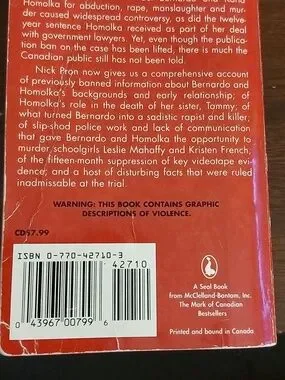 Homolka for abduction, rape, manslaughter and mur-
der caused widespread controversy, as did the twelve-
year sentence Homolka received as part of her deal
with government lawyers. Yet, even though the publica-
tion ban on the case has been lifted, there is much the
Canadian public still has not been told.
Nick Pron now gives us a comprehensive account
of previously banned information about Bernardo and
Homolka's backgrounds and early relationship; of
Homolka's role in the death of her sister, Tammy; of
what turned Bernardo into a sadistic rapist and killer;
of slip-shod police work and lack of communication
that gave Bernardo and Homolka the opportunity to
murder schoolgirls Leslie Mahaffy and Kristen French;
of the fifteen-month suppression of key videotape evi-
dence; and a host of disturbing facts that were ruled
inadmissable at the trial.
WARNING: THIS BOOK CONTAINS GRAPHIC
DESCRIPTIONS OF VIOLENCE.
CD$7.99
ISBN 0-770-42710-3
42710
0 43967 00799 6
A Seal Book
from McClelland-Bantam, Inc.
The Mark of Canadian
Bestsellers
Printed and bound in Canada